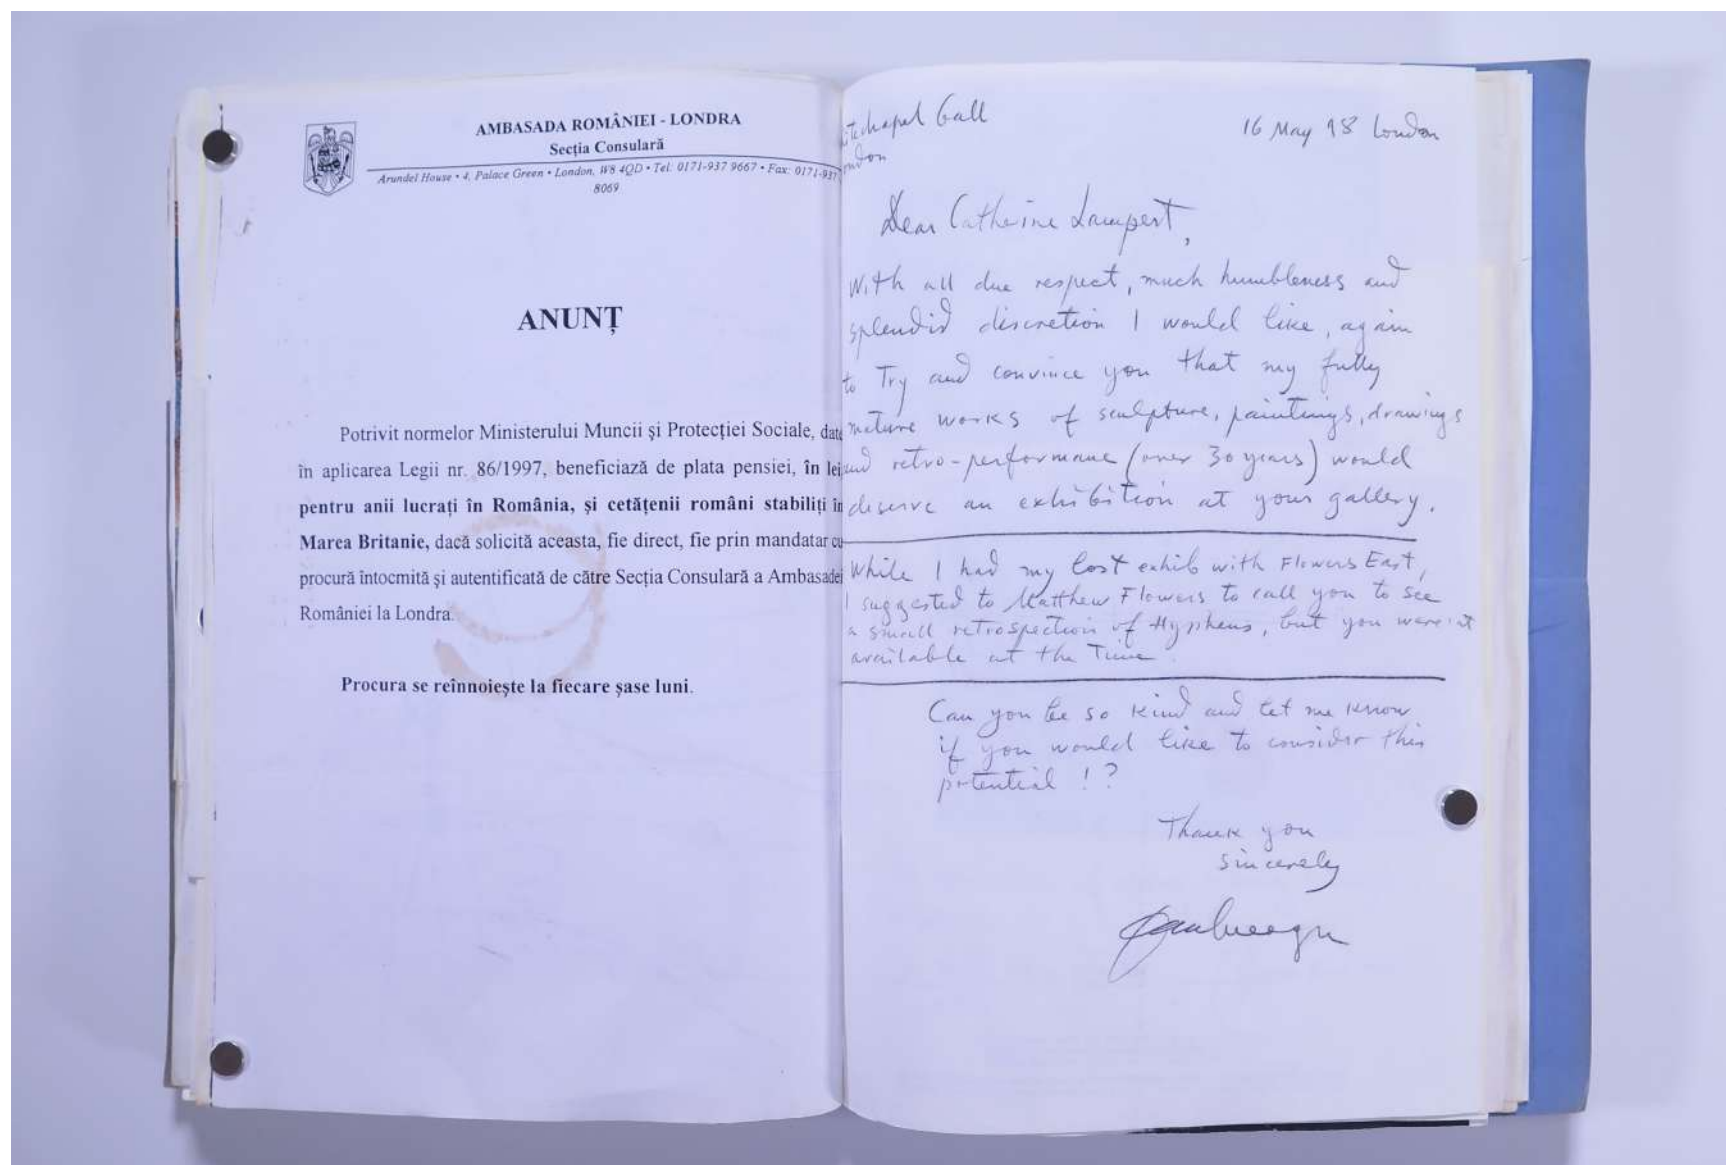 AMBASADA ROMÂNIEI - LONDRA
Secția Consulară
Arundel House • 4, Palace Green • London, W8 4QD • Tel: 0171-937 9667 • Fax: 0171-937
8069
ANUNȚ
Potrivit normelor Ministerului Muncii și Protecției Sociale, date
în aplicarea Legii nr. 86/1997, beneficiază de plata pensiei, în lei
pentru anii lucrați în România, și cetățenii români stabiliți în
Marea Britanie, dacă solicită aceasta, fie direct, fie prin mandatar cu
procură întocmită și autentificată de către Secția Consulară a Ambasadei
României la Londra.
Procura se reînnoiește la fiecare șase luni.
itechapel Gall
ondon
16 May 98 London
Dear Catherine Lampert,
With all due respect, much humbleness and
splendid discretion I would like, again
to Try and convince you that my fully
mature works of sculpture, paintings, drawings
and retro-performance (over 30 years) would
deserve an exhibition at your gallery.
While I had my last exhib with Flowers East,
I suggested to Matthew Flowers to call you to see
a small retrospection of Hyphens, but you were'nt
available at the Time.
Can you be so kind and let me know
if you would like to consider this
potential !?
Thank you
sincerely